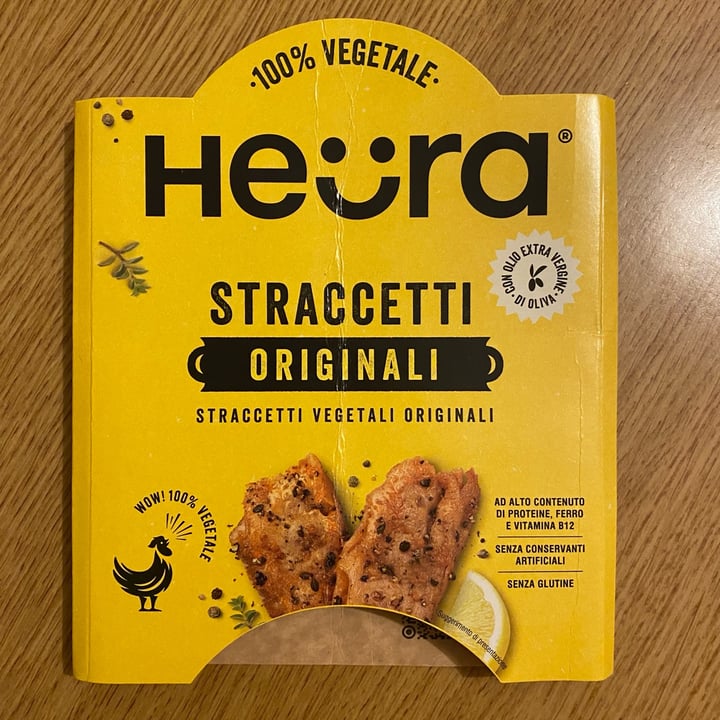 ·100% VEGETALE·
Heüra®
CON OLIO EXTRA VERGINE
· DI OLIVA ·
STRACCETTI
ORIGINALI
STRACCETTI VEGETALI ORIGINALI
WOW! 100% VEGETALE
AD ALTO CONTENUTO
DI PROTEINE, FERRO
E VITAMINA B12
SENZA CONSERVANTI
ARTIFICIALI
SENZA GLUTINE
Suggerimento di presentazione